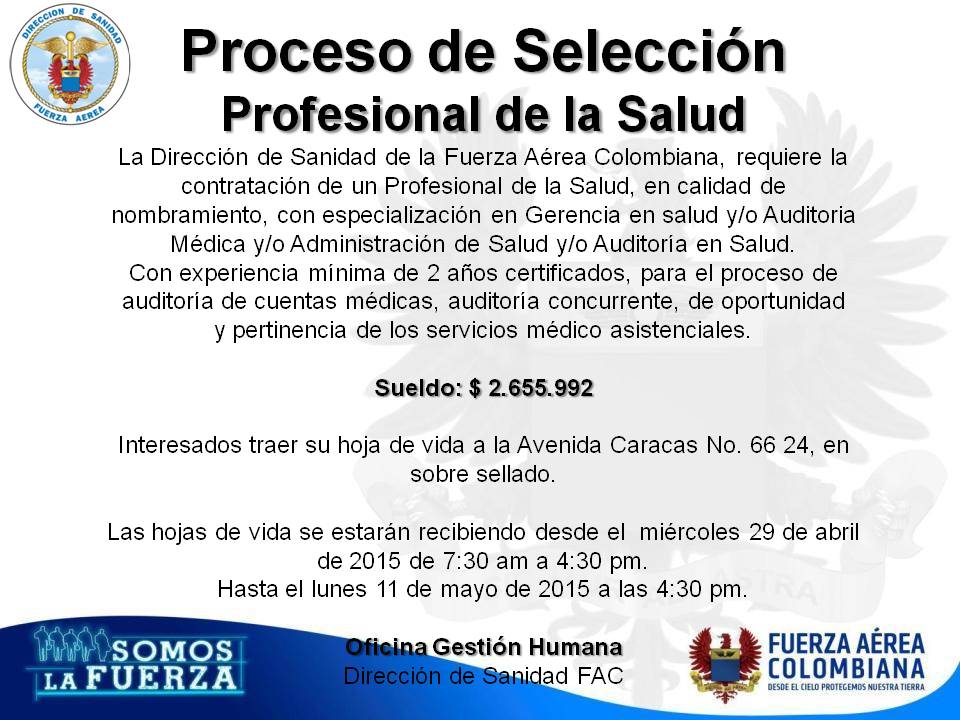 DIRECCION DE SANIDAD
FUERZA AEREA
Proceso de Selección
Profesional de la Salud
La Dirección de Sanidad de la Fuerza Aérea Colombiana, requiere la
contratación de un Profesional de la Salud, en calidad de
nombramiento, con especialización en Gerencia en salud y/o Auditoria
Médica y/o Administración de Salud y/o Auditoría en Salud.
Con experiencia mínima de 2 años certificados, para el proceso de
auditoría de cuentas médicas, auditoría concurrente, de oportunidad
y pertinencia de los servicios médico asistenciales.
Sueldo: $ 2.655.992
Interesados traer su hoja de vida a la Avenida Caracas No. 66 24, en
sobre sellado.
Las hojas de vida se estarán recibiendo desde el  miércoles 29 de abril
de 2015 de 7:30 am a 4:30 pm.
Hasta el lunes 11 de mayo de 2015 a las 4:30 pm.
Oficina Gestión Humana
Dirección de Sanidad FAC
SOMOS
LA FUERZA
FUERZA AÉREA
COLOMBIANA
DESDE EL CIELO PROTEGEMOS NUESTRA TIERRA